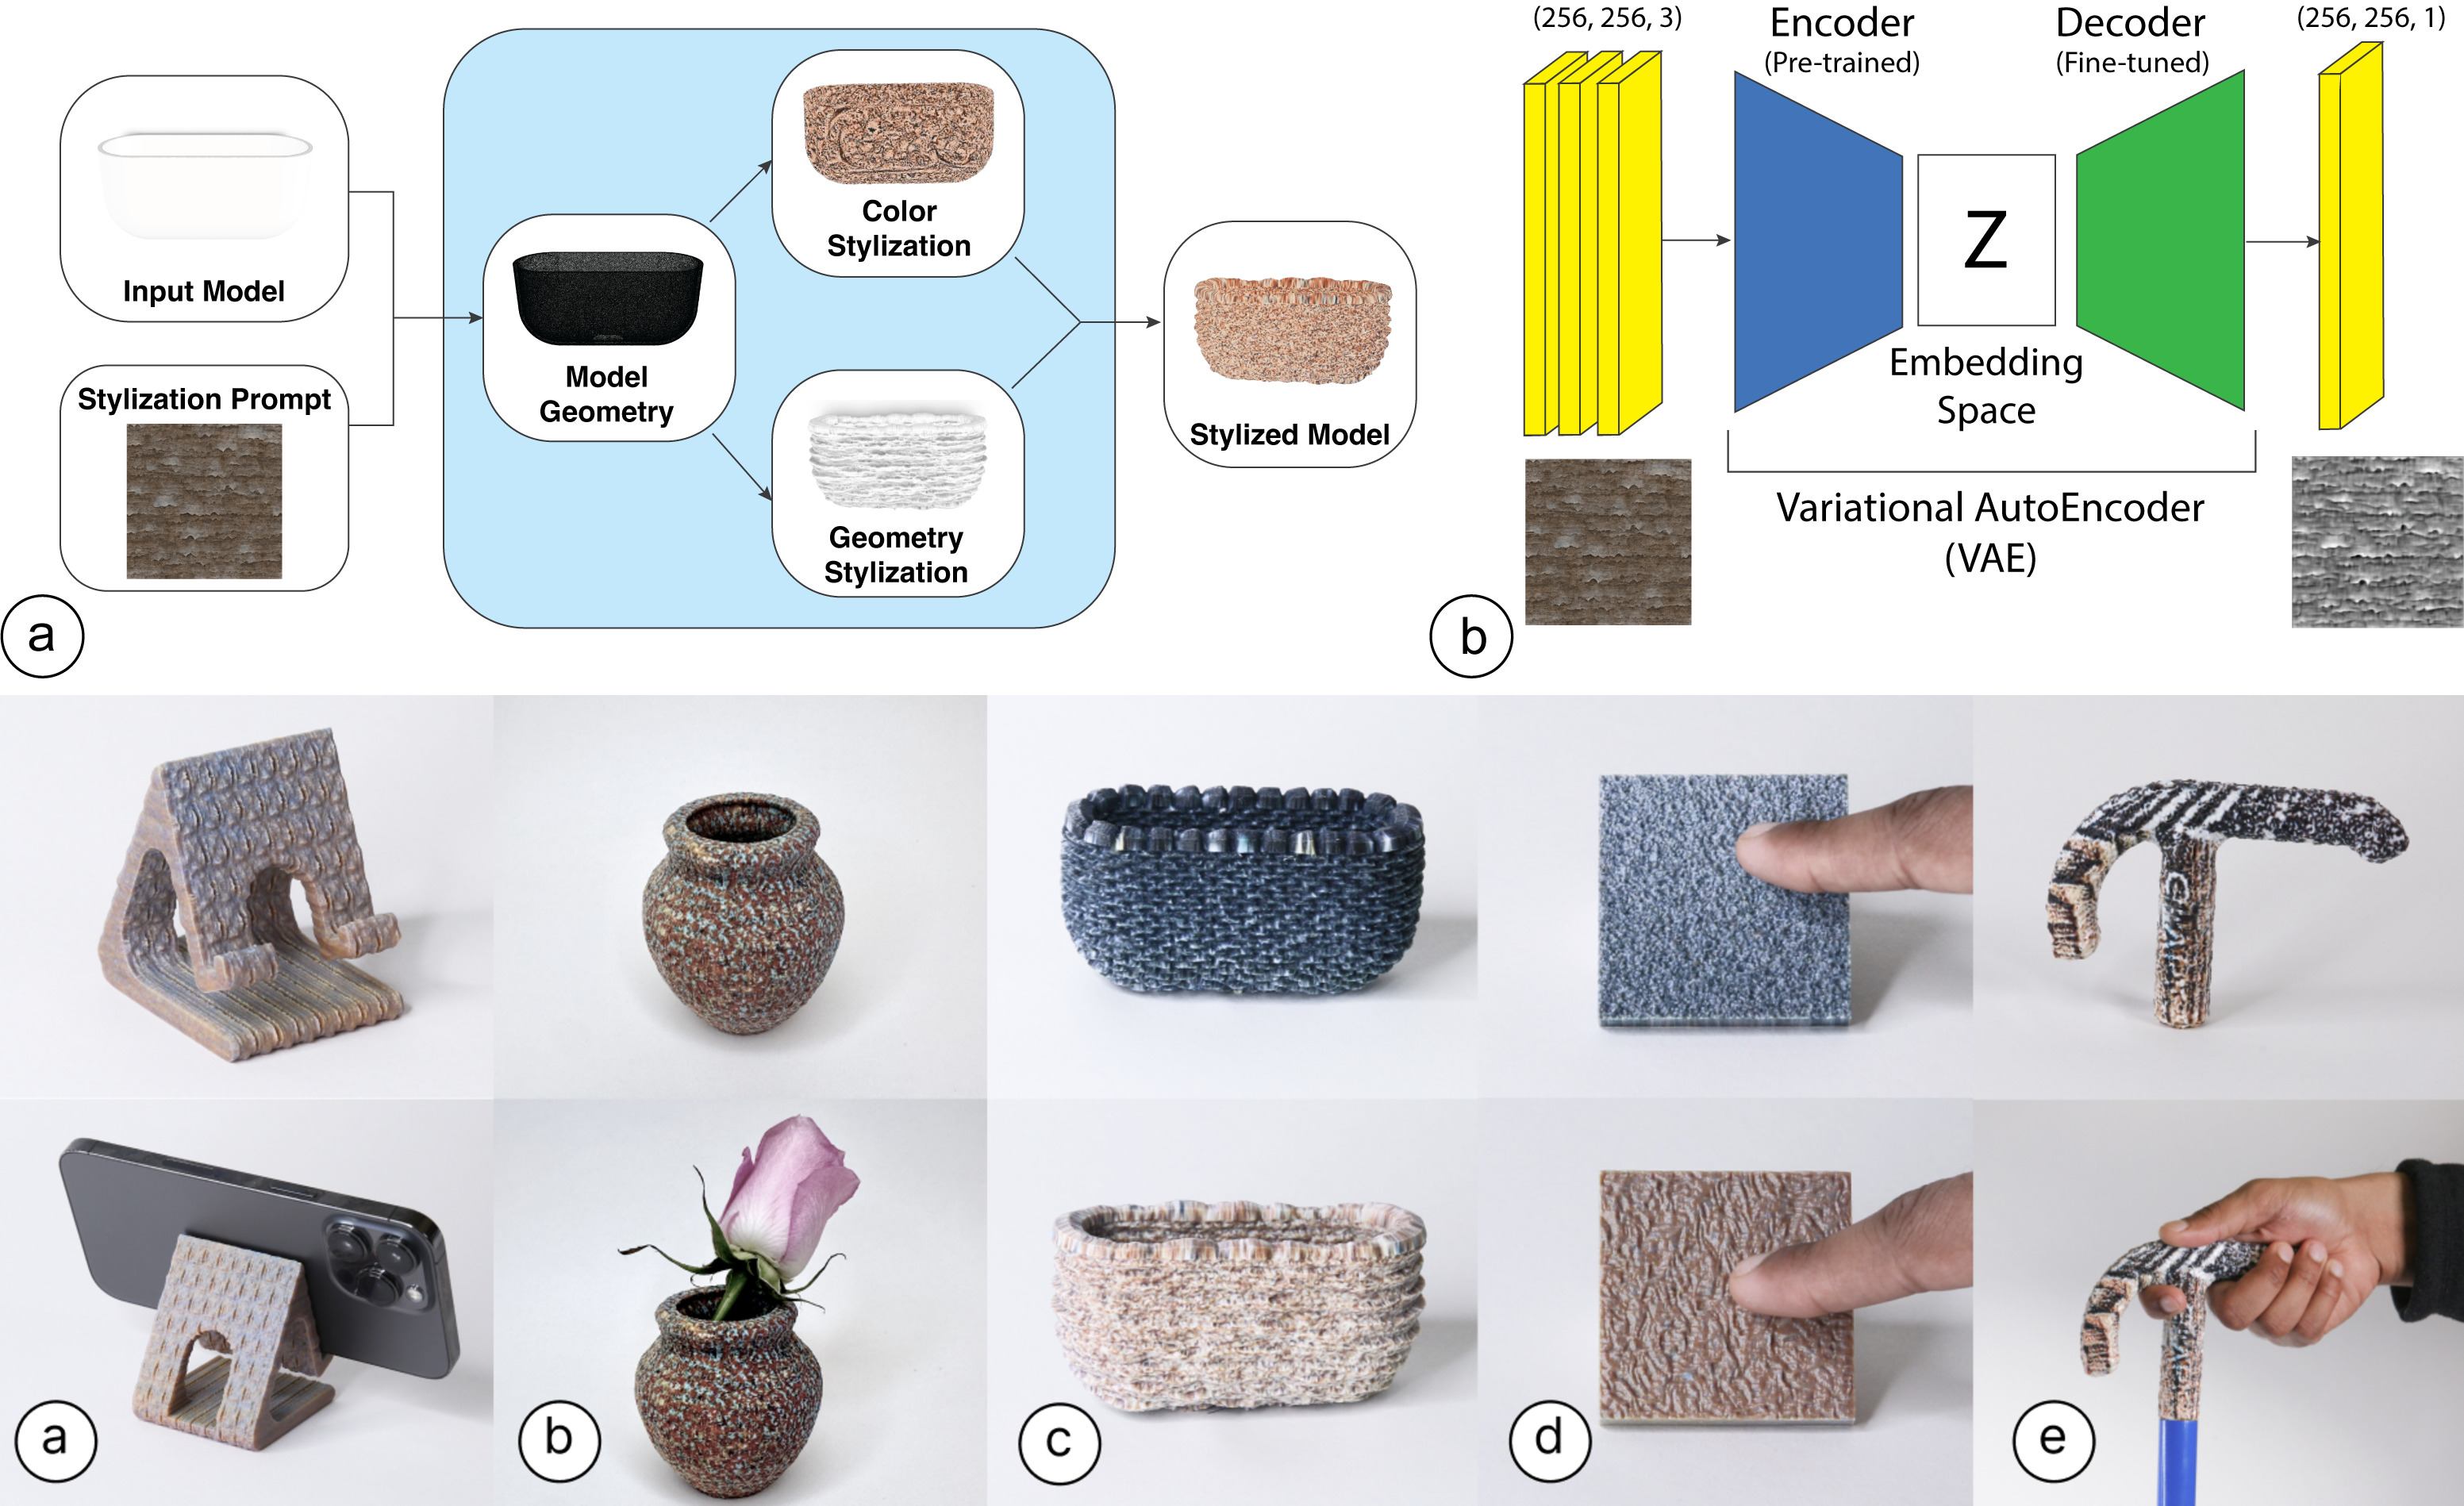 Input Model
Stylization Prompt
Model
Geometry
Color
Stylization
Geometry
Stylization
Stylized Model
a
(256, 256, 3)
Encoder
(Pre-trained)
Decoder
(Fine-tuned)
(256, 256, 1)
Z
Embedding
Space
Variational AutoEncoder
(VAE)
b
a
b
c
d
e